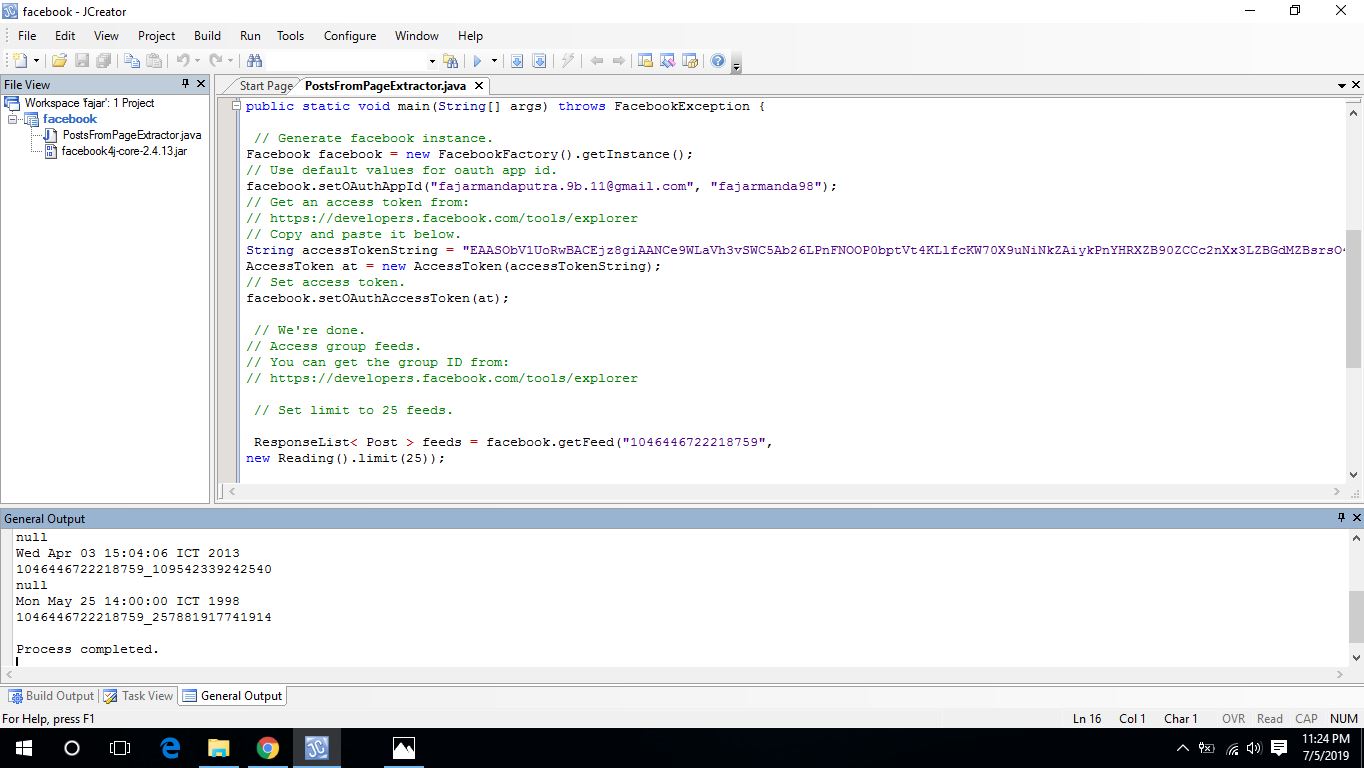 facebook - JCreator
File Edit View Project Build Run Tools Configure Window Help
File View
Workspace 'fajar': 1 Project
facebook
PostsFromPageExtractor.java
facebook4j-core-2.4.13.jar
Start Page PostsFromPageExtractor.java
public static void main(String[] args) throws FacebookException {
// Generate facebook instance.
Facebook facebook = new FacebookFactory().getInstance();
// Use default values for oauth app id.
facebook.setOAuthAppId("fajarmandaputra.9b.11@gmail.com", "fajarmanda98");
// Get an access token from:
// https://developers.facebook.com/tools/explorer
// Copy and paste it below.
String accessTokenString = "EAASObV1UoRwBACEjz8giAANCe9WLaVh3vSWC5Ab26LPnFNOOP0bptVt4KLlfcKW70X9uNiNkZAiykPnYHRXZB90ZCCc2nXx3LZBGdMZBsrsO
AccessToken at = new AccessToken(accessTokenString);
// Set access token.
facebook.setOAuthAccessToken(at);
// We're done.
// Access group feeds.
// You can get the group ID from:
// https://developers.facebook.com/tools/explorer
// Set limit to 25 feeds.
ResponseList< Post > feeds = facebook.getFeed("1046446722218759",
new Reading().limit(25));
General Output
null
Wed Apr 03 15:04:06 ICT 2013
1046446722218759_109542339242540
null
Mon May 25 14:00:00 ICT 1998
1046446722218759_257881917741914
Process completed.
Build Output Task View General Output
For Help, press F1
Ln 16 Col 1 Char 1 OVR Read CAP NUM
JC
11:24 PM
7/5/2019